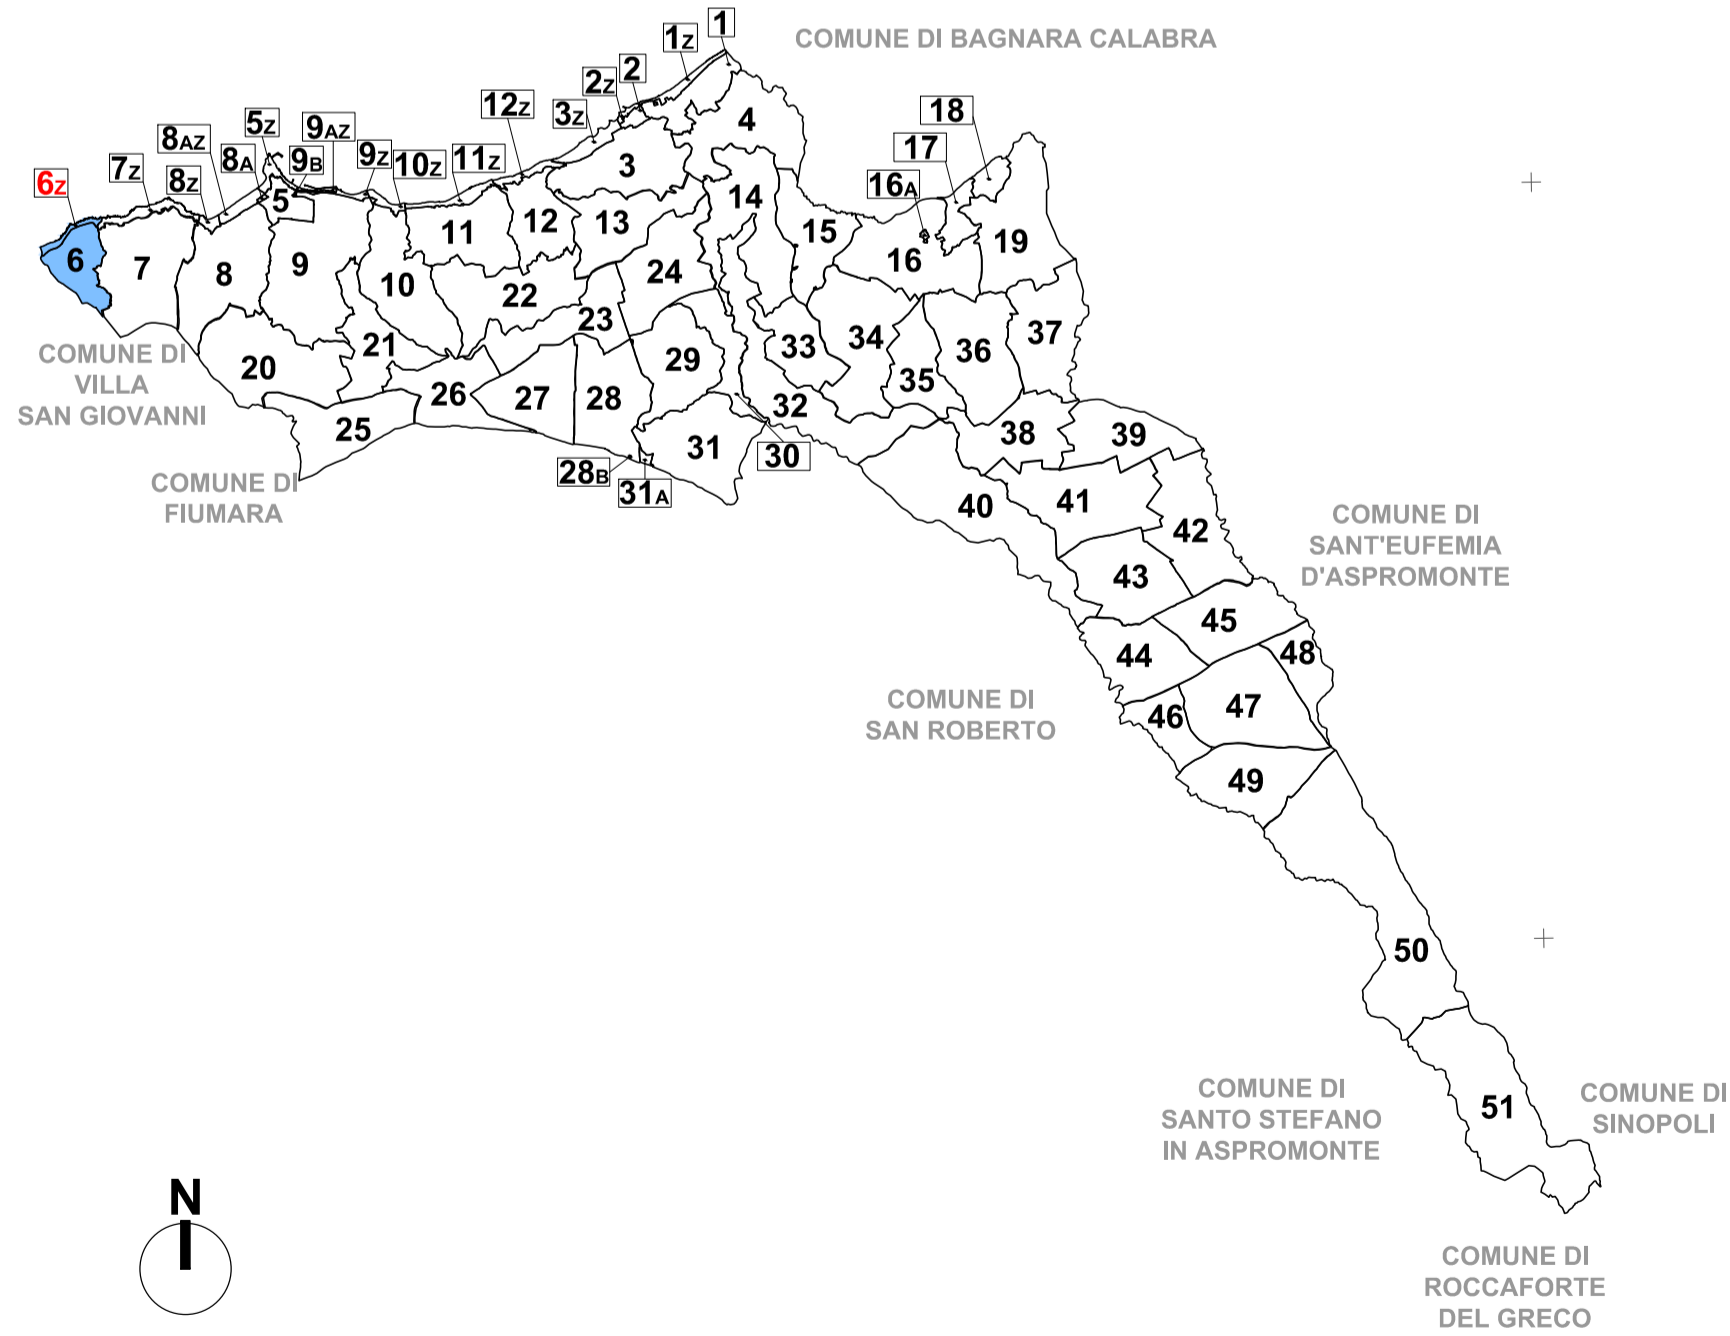 1
1Z
COMUNE DI BAGNARA CALABRA
2
2Z
12Z
3Z
4
18
5Z
9AZ
8AZ
17
8A
9B
9Z
10Z
11Z
3
7Z
8Z
16A
6Z
5
14
13
12
11
15
19
6
7
8
9
10
16
24
22
23
34
33
36
37
COMUNE DI
VILLA
SAN GIOVANNI
21
20
29
35
26
27
28
32
25
38
39
31
30
28B
31A
COMUNE DI
FIUMARA
41
40
42
COMUNE DI
SANT'EUFEMIA
D'ASPROMONTE
43
45
44
48
COMUNE DI
SAN ROBERTO
47
46
49
50
COMUNE DI
SANTO STEFANO
IN ASPROMONTE
51
COMUNE DI
SINOPOLI
N
COMUNE DI
ROCCAFORTE
DEL GRECO